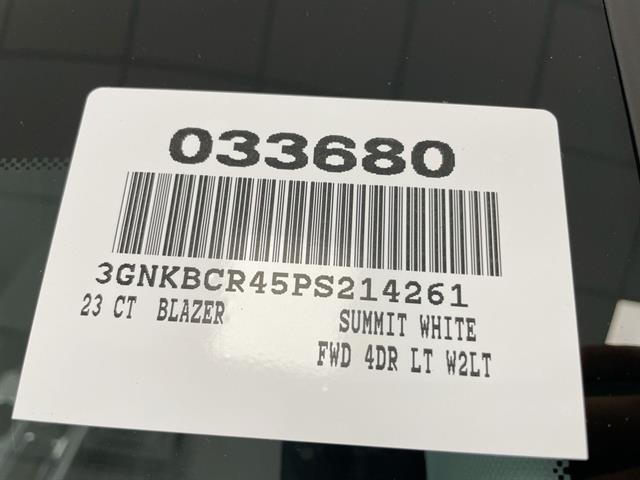 033680
3GNKBCR45PS214261
23 CT BLAZER SUMMIT WHITE
FWD 4DR LT W2LT